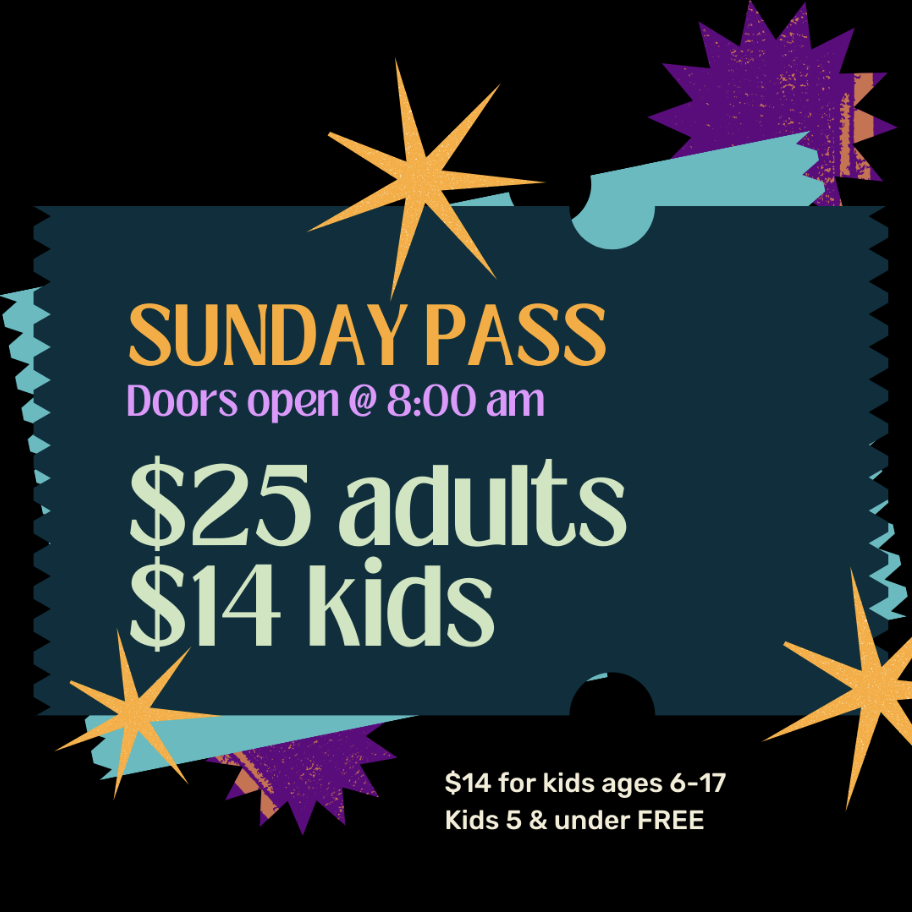 SUNDAY PASS
Doors open @ 8:00 am
$25 adults
$14 kids
$14 for kids ages 6-17
Kids 5 & under FREE